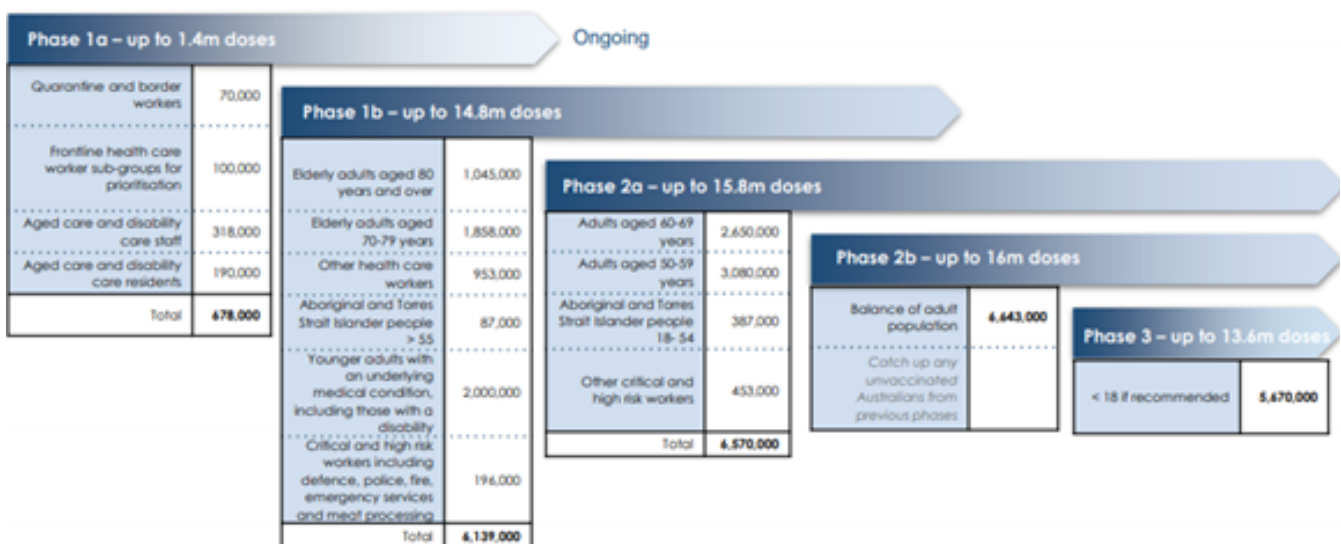 Phase 1a – up to 1.4m doses
Ongoing
Quarantine and border
workers
70,000
Frontline health care
worker sub-groups for
prioritisation
100,000
Aged care and disability
care staff
318,000
Aged care and disability
care residents
190,000
Total
678,000
Phase 1b – up to 14.8m doses
Elderly adults aged 80
years and over
1,045,000
Elderly adults aged
70-79 years
1,858,000
Other health care
workers
953,000
Aboriginal and Torres
Strait Islander people
> 55
87,000
Younger adults with
an underlying
medical condition,
including those with a
disability
2,000,000
Critical and high risk
workers including
defence, police, fire,
emergency services
and meat processing
196,000
Total
6,139,000
Phase 2a – up to 15.8m doses
Adults aged 60-69
years
2,650,000
Adults aged 50-59
years
3,080,000
Aboriginal and Torres
Strait Islander people
18- 54
387,000
Other critical and
high risk workers
453,000
Total
6,570,000
Phase 2b – up to 16m doses
Balance of adult
population
6,643,000
Catch up any
unvaccinated
Australians from
previous phases
Phase 3 – up to 13.6m doses
< 18 if recommended
5,670,000